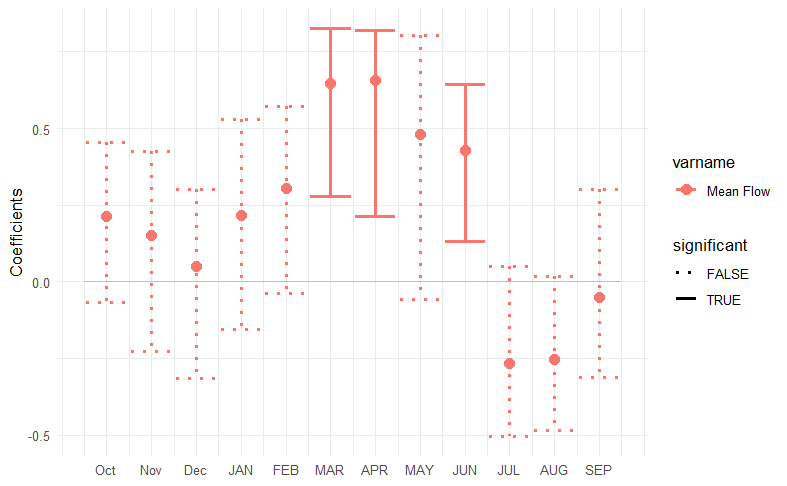 Coefficients
0.5
0.0
-0.5
Oct Nov Dec JAN FEB MAR APR MAY JUN JUL AUG SEP
varname
Mean Flow
significant
FALSE
TRUE